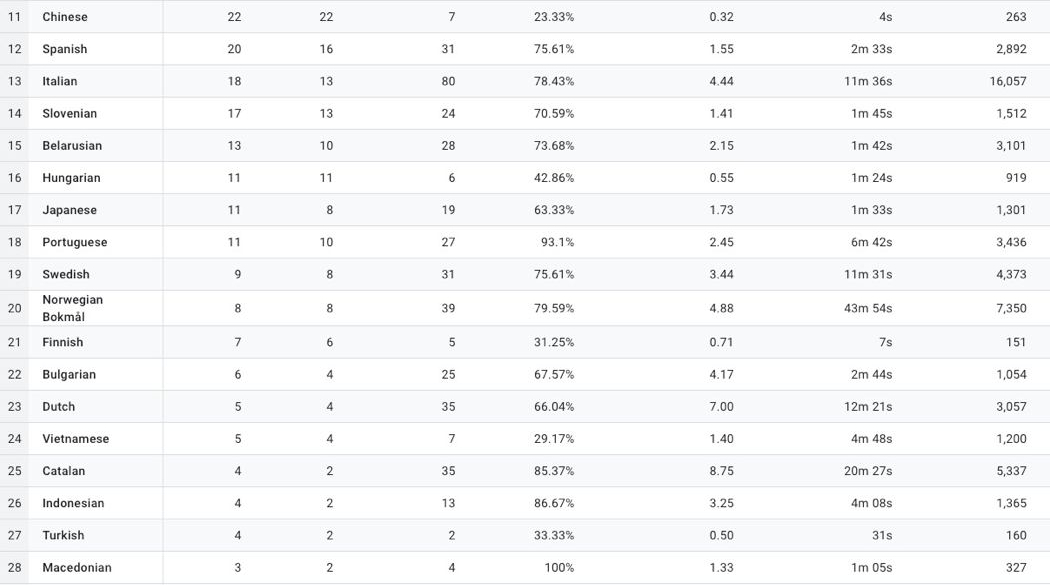 11 Chinese 22 22 7 23.33% 0.32 4s 263
12 Spanish 20 16 31 75.61% 1.55 2m 33s 2,892
13 Italian 18 13 80 78.43% 4.44 11m 36s 16,057
14 Slovenian 17 13 24 70.59% 1.41 1m 45s 1,512
15 Belarusian 13 10 28 73.68% 2.15 1m 42s 3,101
16 Hungarian 11 11 6 42.86% 0.55 1m 24s 919
17 Japanese 11 8 19 63.33% 1.73 1m 33s 1,301
18 Portuguese 11 10 27 93.1% 2.45 6m 42s 3,436
19 Swedish 9 8 31 75.61% 3.44 11m 31s 4,373
Norwegian
20 8 8 39 79.59% 4.88 43m 54s 7,350
Bokmål
21 Finnish 7 6 5 31.25% 0.71 7s 151
22 Bulgarian 6 4 25 67.57% 4.17 2m 44s 1,054
23 Dutch 5 4 35 66.04% 7.00 12m 21s 3,057
24 Vietnamese 5 4 7 29.17% 1.40 4m 48s 1,200
25 Catalan 4 2 35 85.37% 8.75 20m 27s 5,337
26 Indonesian 4 2 13 86.67% 3.25 4m 08s 1,365
27 Turkish 4 2 2 33.33% 0.50 31s 160
28 Macedonian 3 2 4 100% 1.33 1m 05s 327